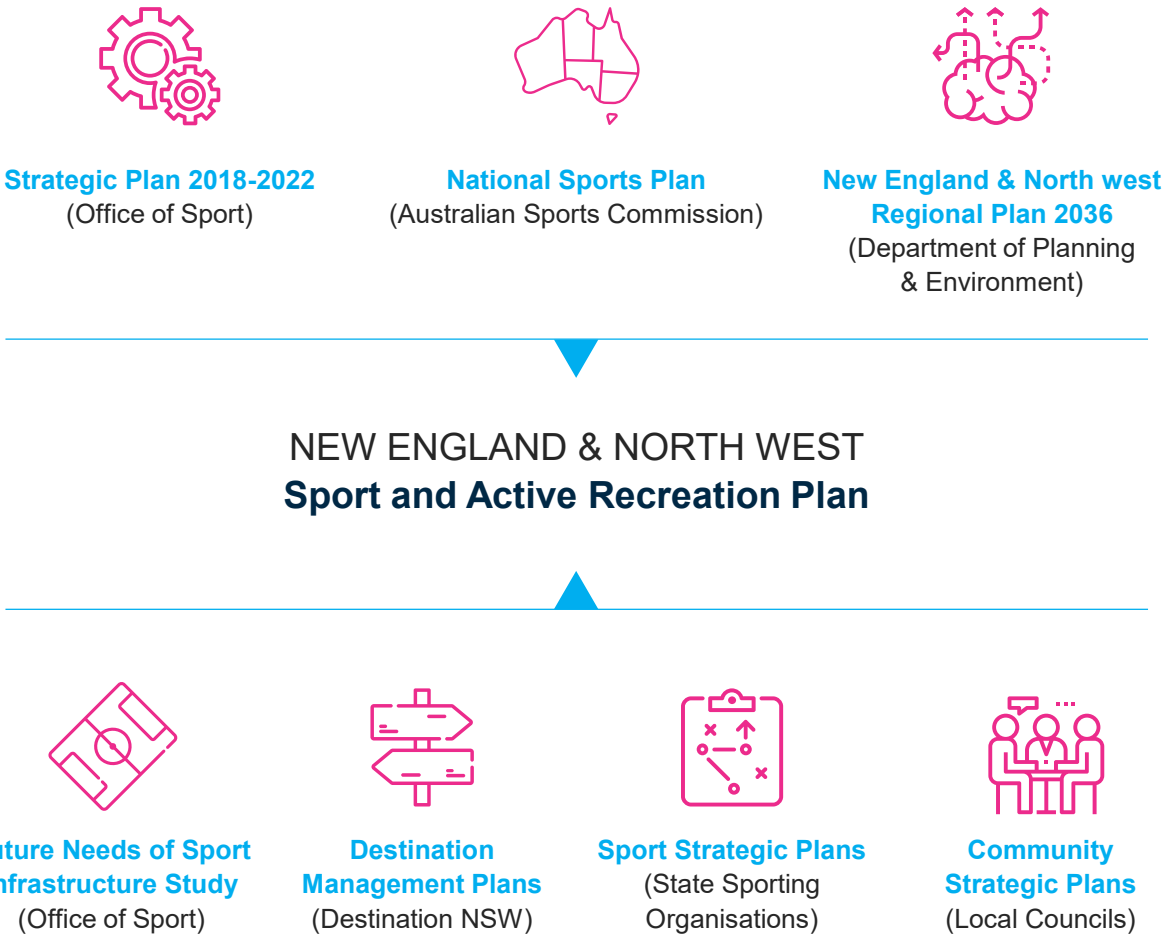 Strategic Plan 2018-2022
(Office of Sport)
National Sports Plan
(Australian Sports Commission)
New England & North west
Regional Plan 2036
(Department of Planning
& Environment)
NEW ENGLAND & NORTH WEST
Sport and Active Recreation Plan
uture Needs of Sport
nfrastructure Study
(Office of Sport)
Destination
Management Plans
(Destination NSW)
Sport Strategic Plans
(State Sporting
Organisations)
Community
Strategic Plans
(Local Councils)